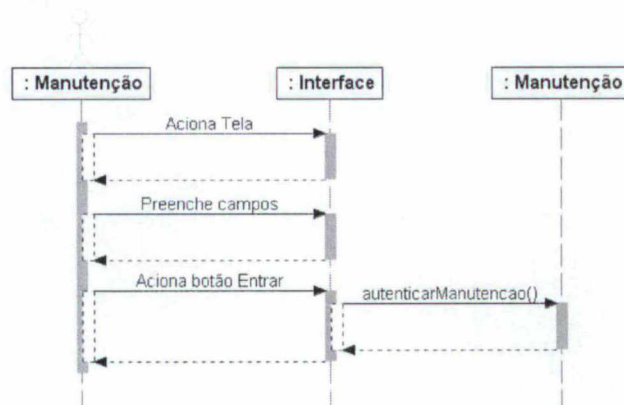 : Manutenção
: Interface
: Manutenção
Aciona Tela
Preenche campos
Aciona botão Entrar
autenticarManutencao()